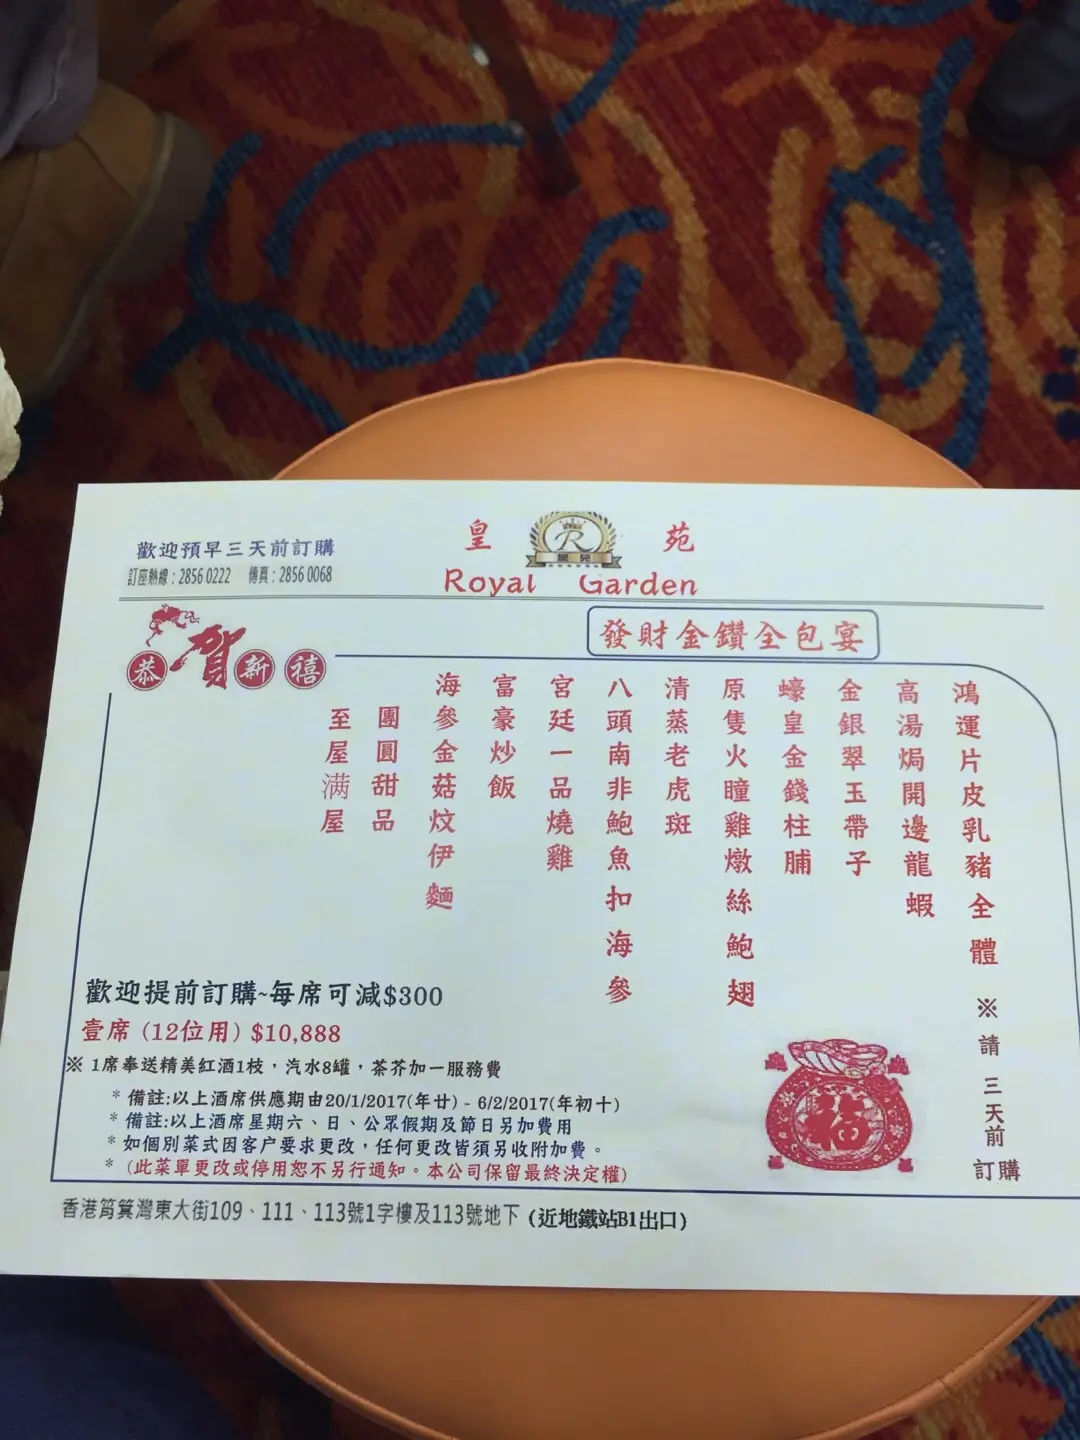 歡迎預早三天前訂購
訂座熱線：2856 0222 傳真：2856 0068
皇 苑
Royal Garden
恭賀新禧
發財金鑽全包宴
鴻運片皮乳豬全體 ※請三天前訂購
高湯焗開邊龍蝦
金銀翠玉帶子
蠔皇金錢柱脯
原隻火瞳雞燉絲鮑翅
清蒸老虎斑
八頭南非鮑魚扣海參
宮廷一品燒雞
富豪炒飯
海參金菇炆伊麵
團圓甜品
至屋满屋
歡迎提前訂購~每席可減$300
壹席 (12位用) $10,888
※ 1席奉送精美紅酒1枝，汽水8罐，茶芥加一服務費
* 備註:以上酒席供應期由20/1/2017(年廿) - 6/2/2017(年初十)
* 備註:以上酒席星期六、日、公眾假期及節日另加費用
* 如個別菜式因客户要求更改，任何更改皆須另收附加費。
* (此菜單更改或停用恕不另行通知。本公司保留最終決定權)
福
香港筲箕灣東大街109、111、113號1字樓及113號地下 (近地鐵站B1出口)